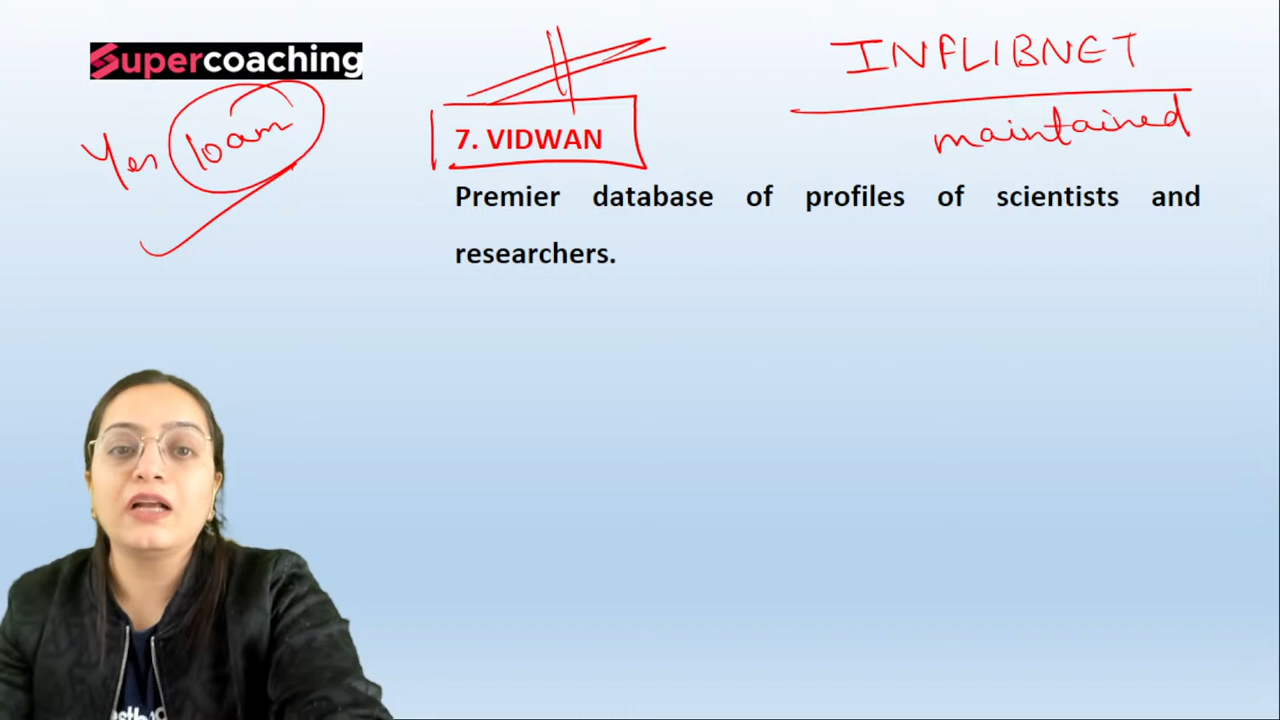 Supercoaching
INFLIBNET
maintained
Yes 10am
7. VIDWAN
Premier database of profiles of scientists and
researchers.